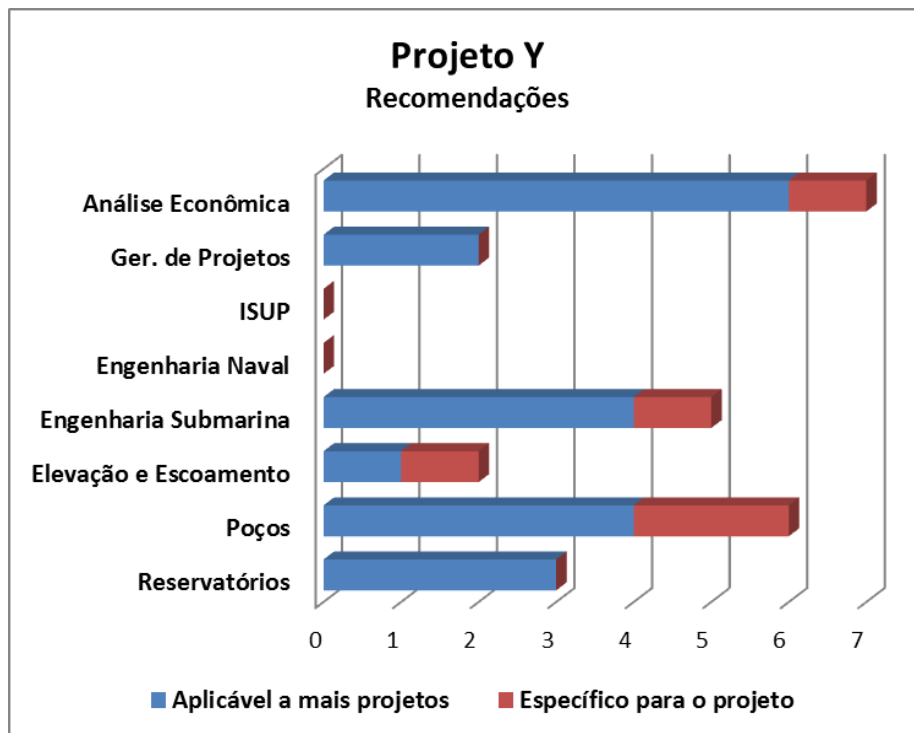 Projeto Y
Recomendações
Análise Econômica
Ger. de Projetos
ISUP
Engenharia Naval
Engenharia Submarina
Elevação e Escoamento
Poços
Reservatórios
0 1 2 3 4 5 6 7
Aplicável a mais projetos Específico para o projeto